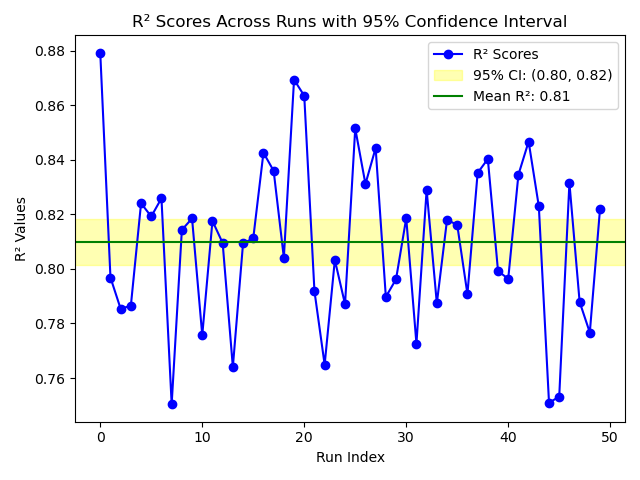 R² Scores Across Runs with 95% Confidence Interval
R² Scores
95% CI: (0.80, 0.82)
Mean R²: 0.81
R² Values
0.88
0.86
0.84
0.82
0.80
0.78
0.76
0 10 20 30 40 50
Run Index